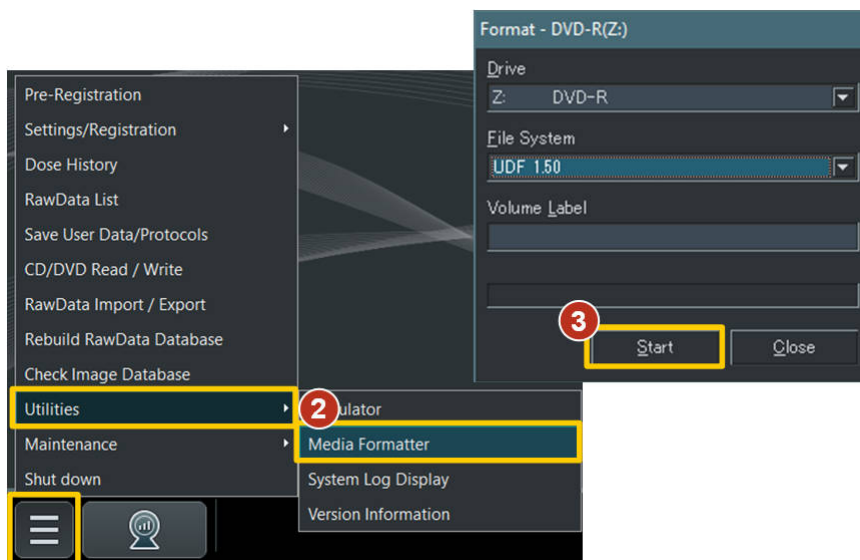 Format - DVD-R(Z:)
Drive
Z: DVD-R
File System
UDF 1.50
Volume Label
3
Start
Close
Pre-Registration
Settings/Registration
Dose History
RawData List
Save User Data/Protocols
CD/DVD Read / Write
RawData Import / Export
Rebuild RawData Database
Check Image Database
Utilities
Maintenance
Shut down
2
ulator
Media Formatter
System Log Display
Version Information